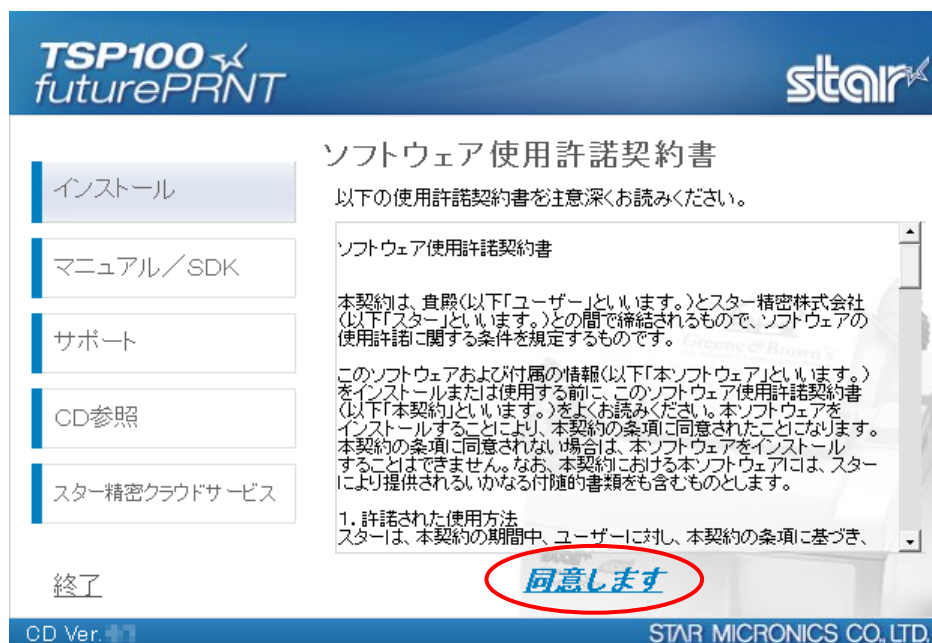 TSP100
futurePRNT
star
ソフトウェア使用許諾契約書
以下の使用許諾契約書を注意深くお読みください。
インストール
マニュアル／SDK
サポート
CD参照
スター精密クラウドサービス
終了
ソフトウェア使用許諾契約書
本契約は、貴殿(以下「ユーザー」といいます。)とスター精密株式会社
(以下「スター」といいます。)との間で締結されるもので、ソフトウェアの
使用許諾に関する条件を規定するものです。
このソフトウェアおよび付属の情報(以下「本ソフトウェア」といいます。)
をインストールまたは使用する前に、このソフトウェア使用許諾契約書
(以下「本契約」といいます。)をよくお読みください。本ソフトウェアを
インストールすることにより、本契約の条項に同意されたことになります。
本契約の条項に同意されない場合は、本ソフトウェアをインストール
することはできません。なお、本契約における本ソフトウェアには、スター
により提供されるいかなる付随的書類をも含むものとします。
1. 許諾された使用方法
スターは、本契約の期間中、ユーザーに対し、本契約の条項に基づき、
Greene & Brown's
同意します
CD Ver.
STAR MICRONICS CO., LTD.